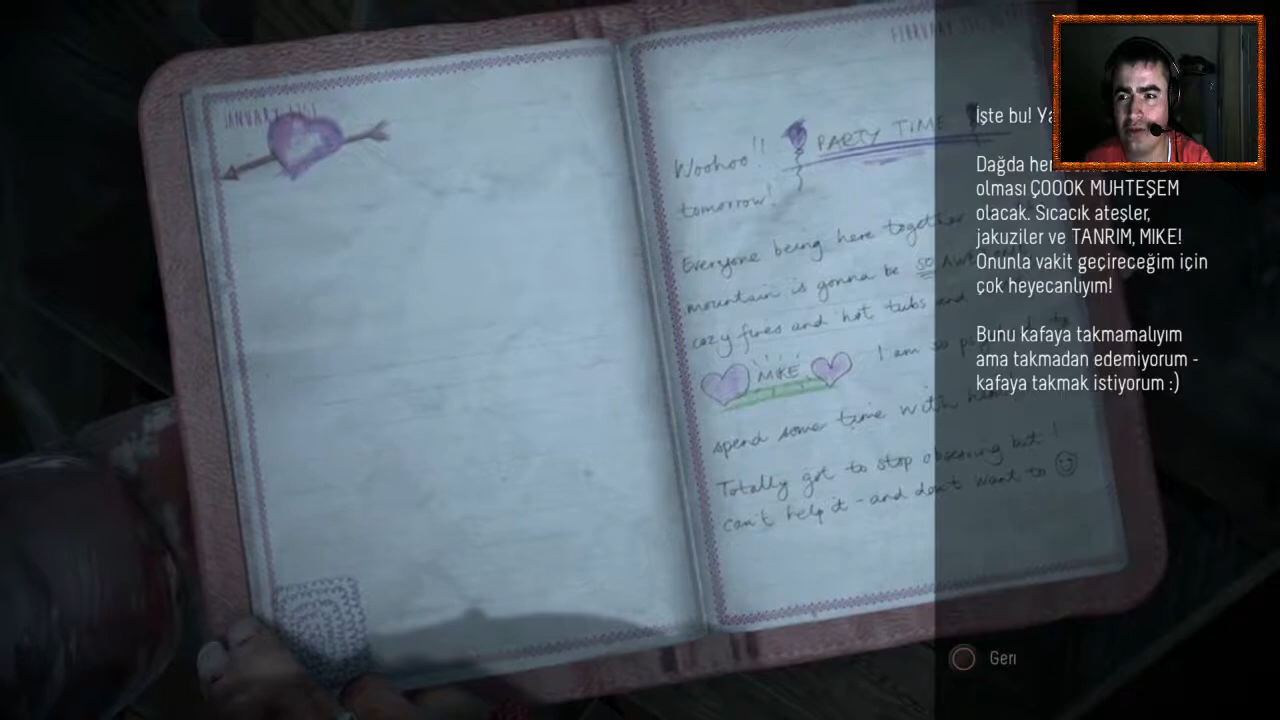 JANUARY
FEBRUARY
Woohoo!! PARTY TIME
tomorrow!
Everyone being here together
mountain is gonna be SO
cozy fires and hot tubs and
MIKE I am so
spend some time with
Totally got to stop obsessing but!
can't help it - and don't want to
İşte bu!
Dağda
olması ÇOOOK MUHTEŞEM
olacak. Sıcacık ateşler,
jakuziler ve TANRIM, MIKE!
Onunla vakit geçireceğim için
çok heyecanlıyım!
Bunu kafaya takmamalıyım
ama takmadan edemiyorum -
kafaya takmak istiyorum :)
Geri